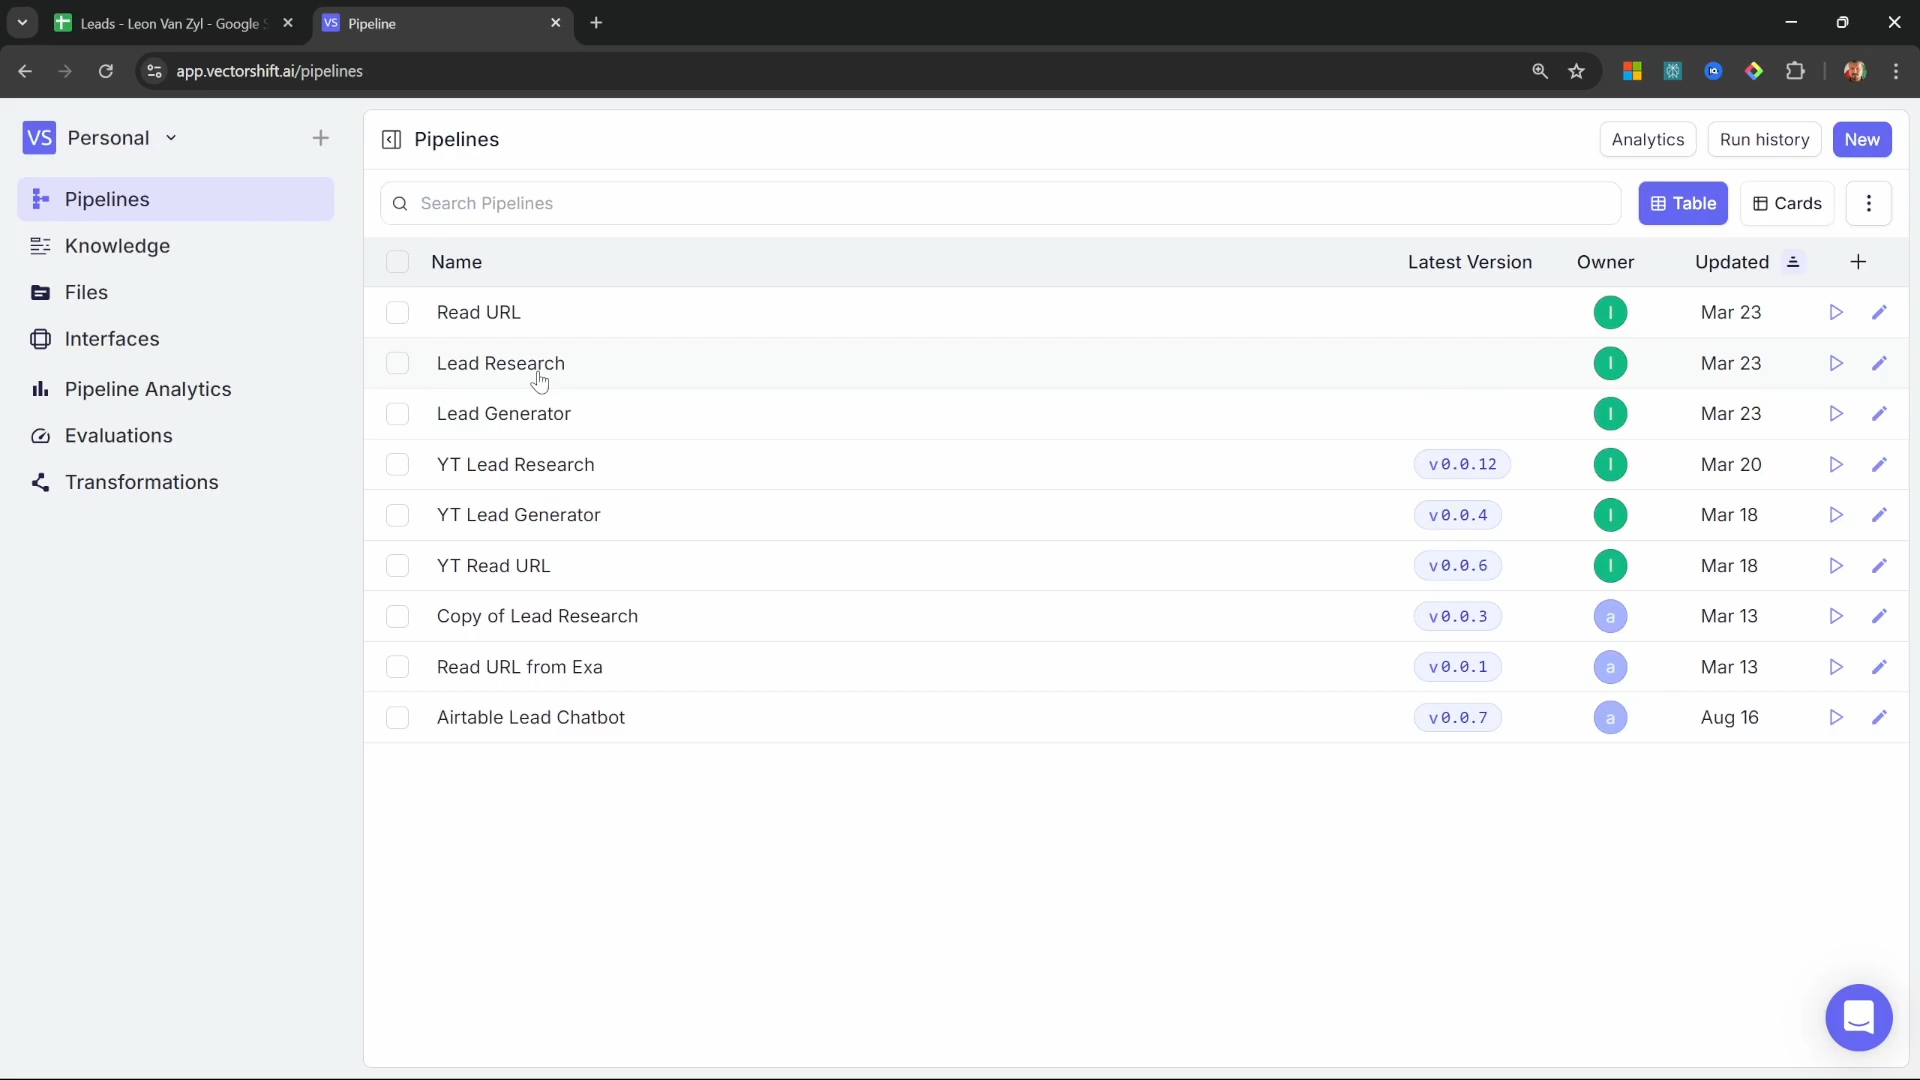 Leads - Leon Van Zyl - Google S
VS Pipeline
app.vectorshift.ai/pipelines
VS Personal
Pipelines
Knowledge
Files
Interfaces
Pipeline Analytics
Evaluations
Transformations
Pipelines
Analytics Run history New
Search Pipelines
Table Cards
Name Latest Version Owner Updated
Read URL l Mar 23
Lead Research l Mar 23
Lead Generator l Mar 23
YT Lead Research v0.0.12 l Mar 20
YT Lead Generator v0.0.4 l Mar 18
YT Read URL v0.0.6 l Mar 18
Copy of Lead Research v0.0.3 a Mar 13
Read URL from Exa v0.0.1 a Mar 13
Airtable Lead Chatbot v0.0.7 a Aug 16